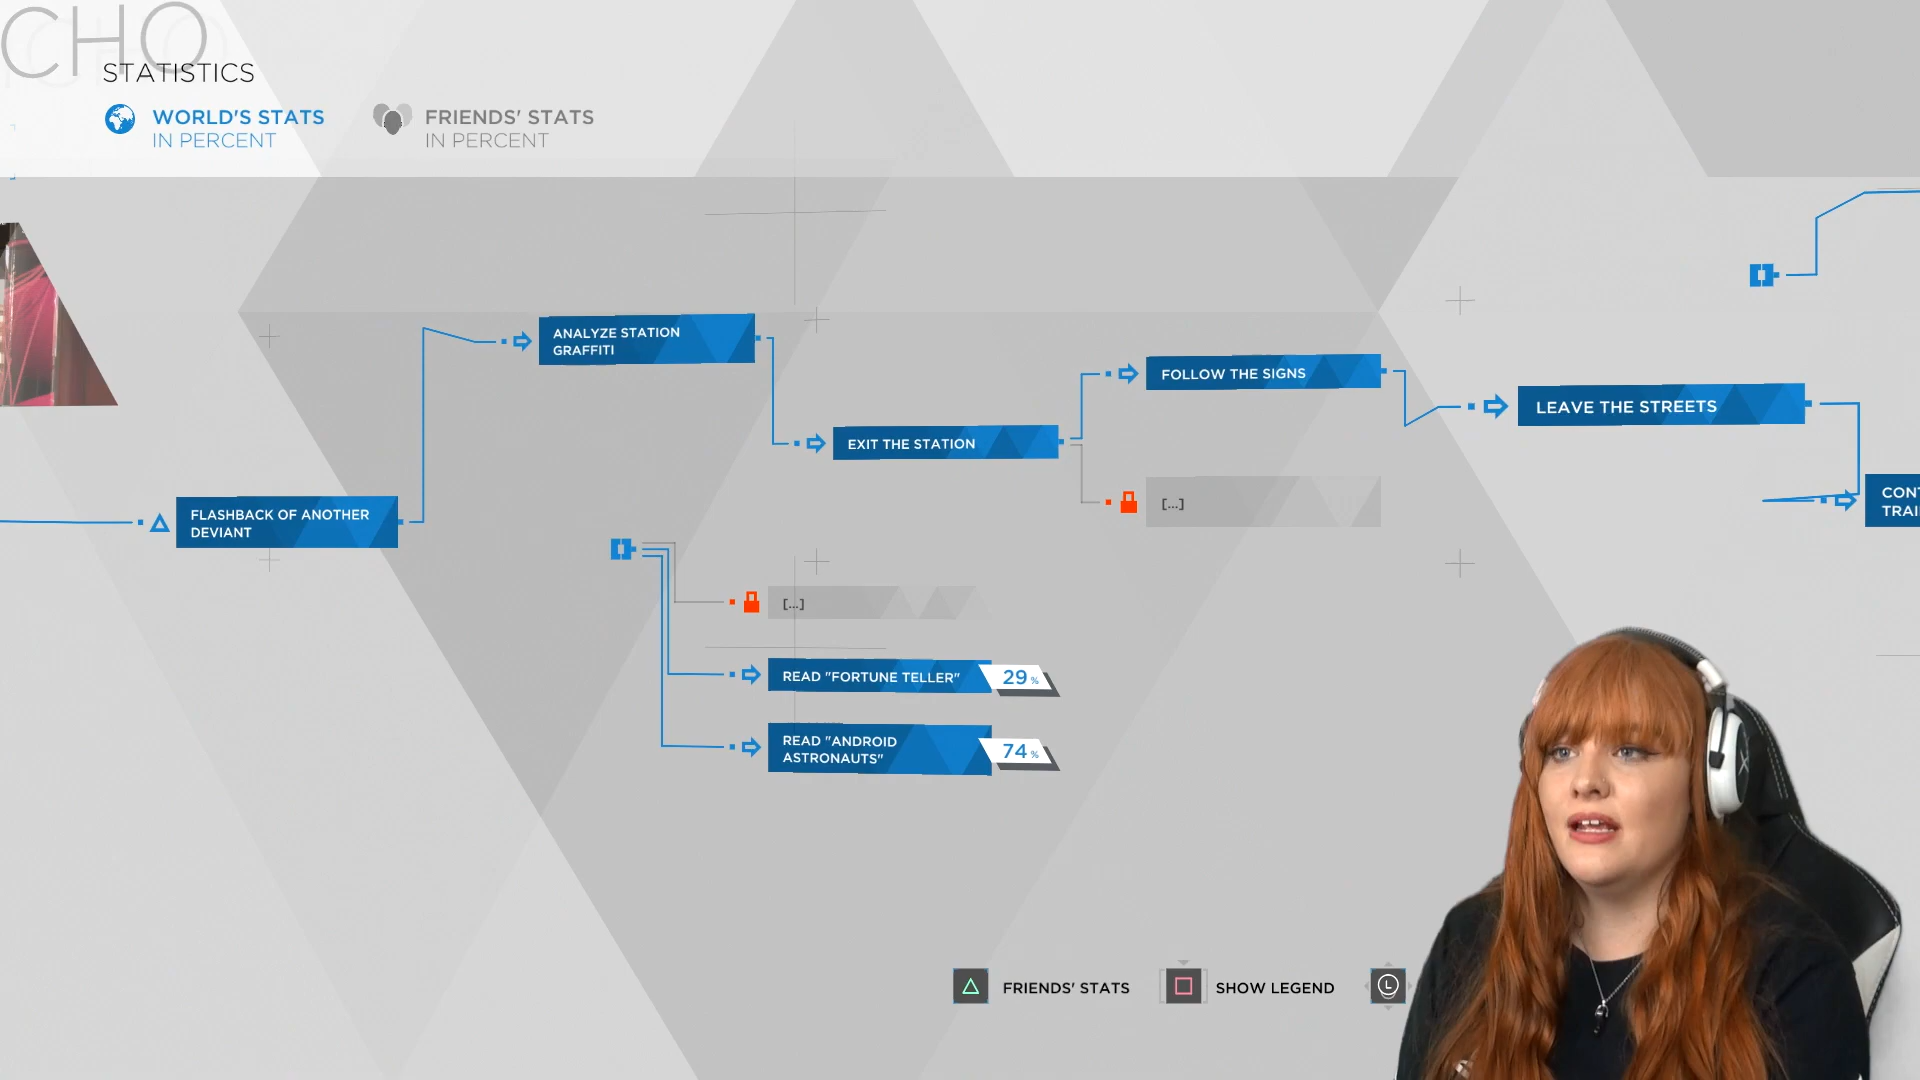 CHO
STATISTICS
WORLD'S STATS
IN PERCENT
FRIENDS' STATS
IN PERCENT
ANALYZE STATION
GRAFFITI
FOLLOW THE SIGNS
LEAVE THE STREETS
EXIT THE STATION
[...]
FLASHBACK OF ANOTHER
DEVIANT
CONT
TRAI
[...]
READ "FORTUNE TELLER" 29%
READ "ANDROID
ASTRONAUTS" 74%
FRIENDS' STATS
SHOW LEGEND
L